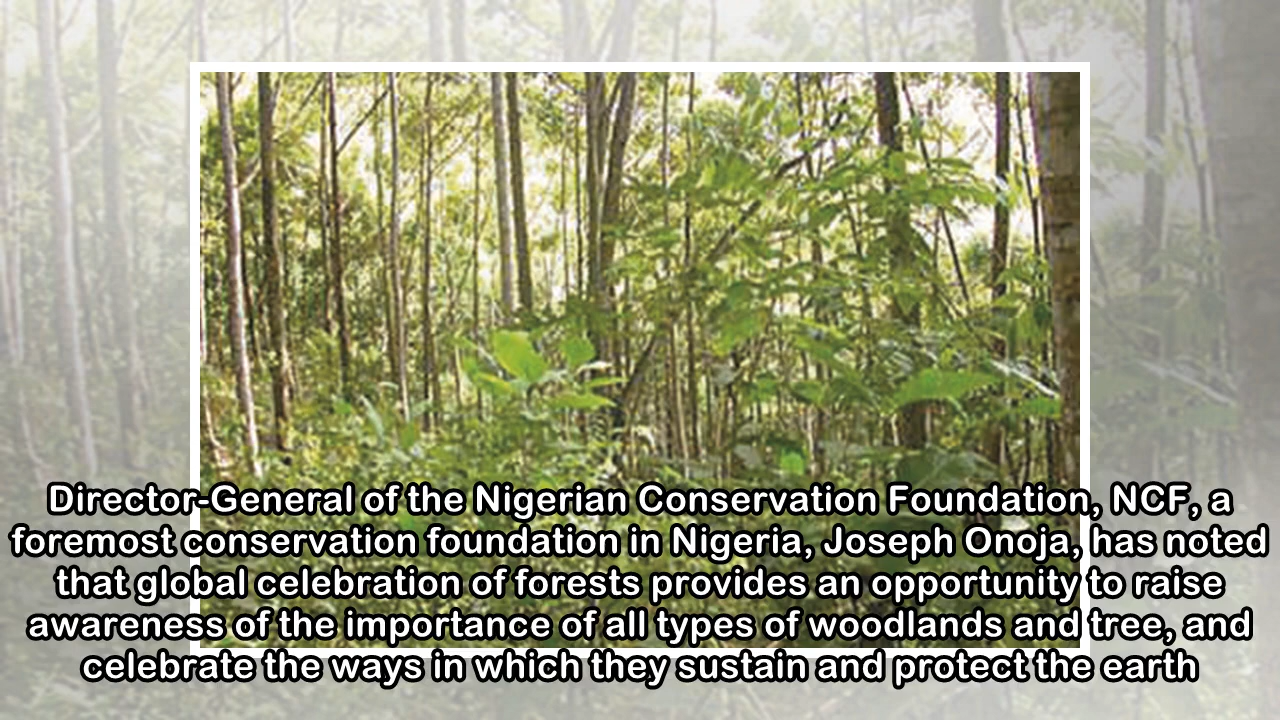 Director-General of the Nigerian Conservation Foundation, NCF, a
foremost conservation foundation in Nigeria, Joseph Onoja, has noted
that global celebration of forests provides an opportunity to raise
awareness of the importance of all types of woodlands and tree, and
celebrate the ways in which they sustain and protect the earth